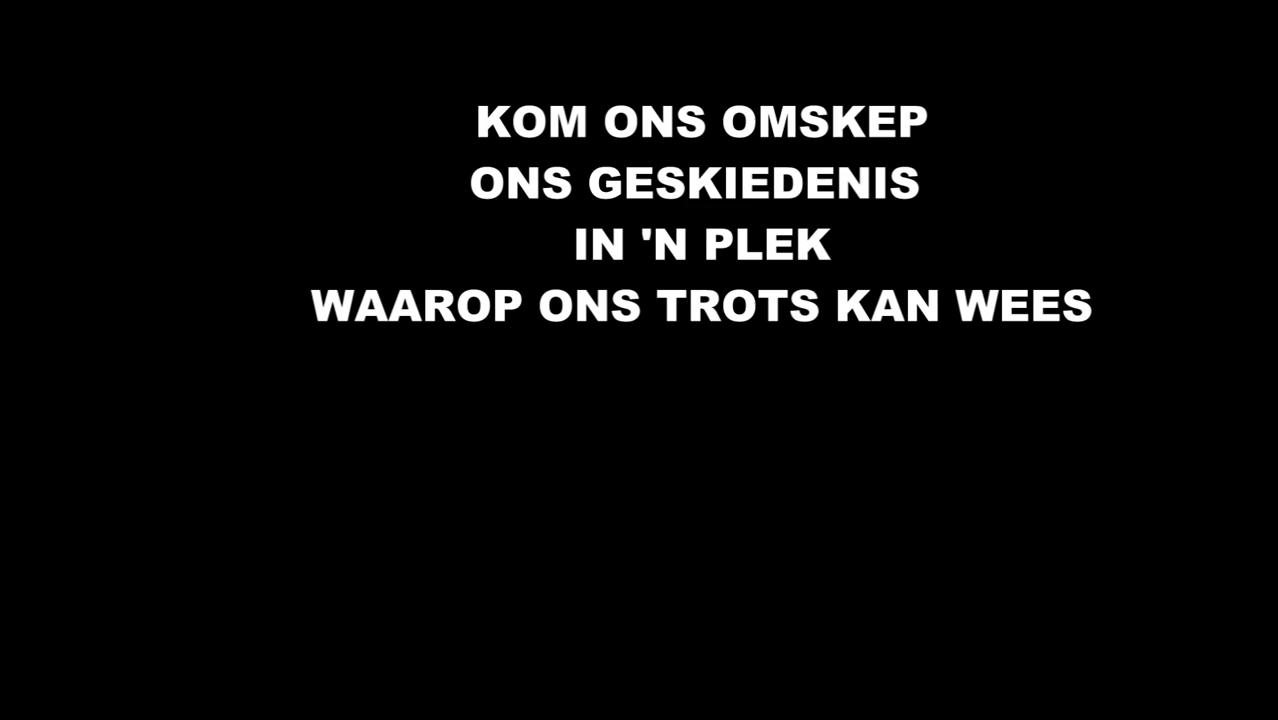 KOM ONS OMSKEP
ONS GESKIEDENIS
IN 'N PLEK
WAAROP ONS TROTS KAN WEES